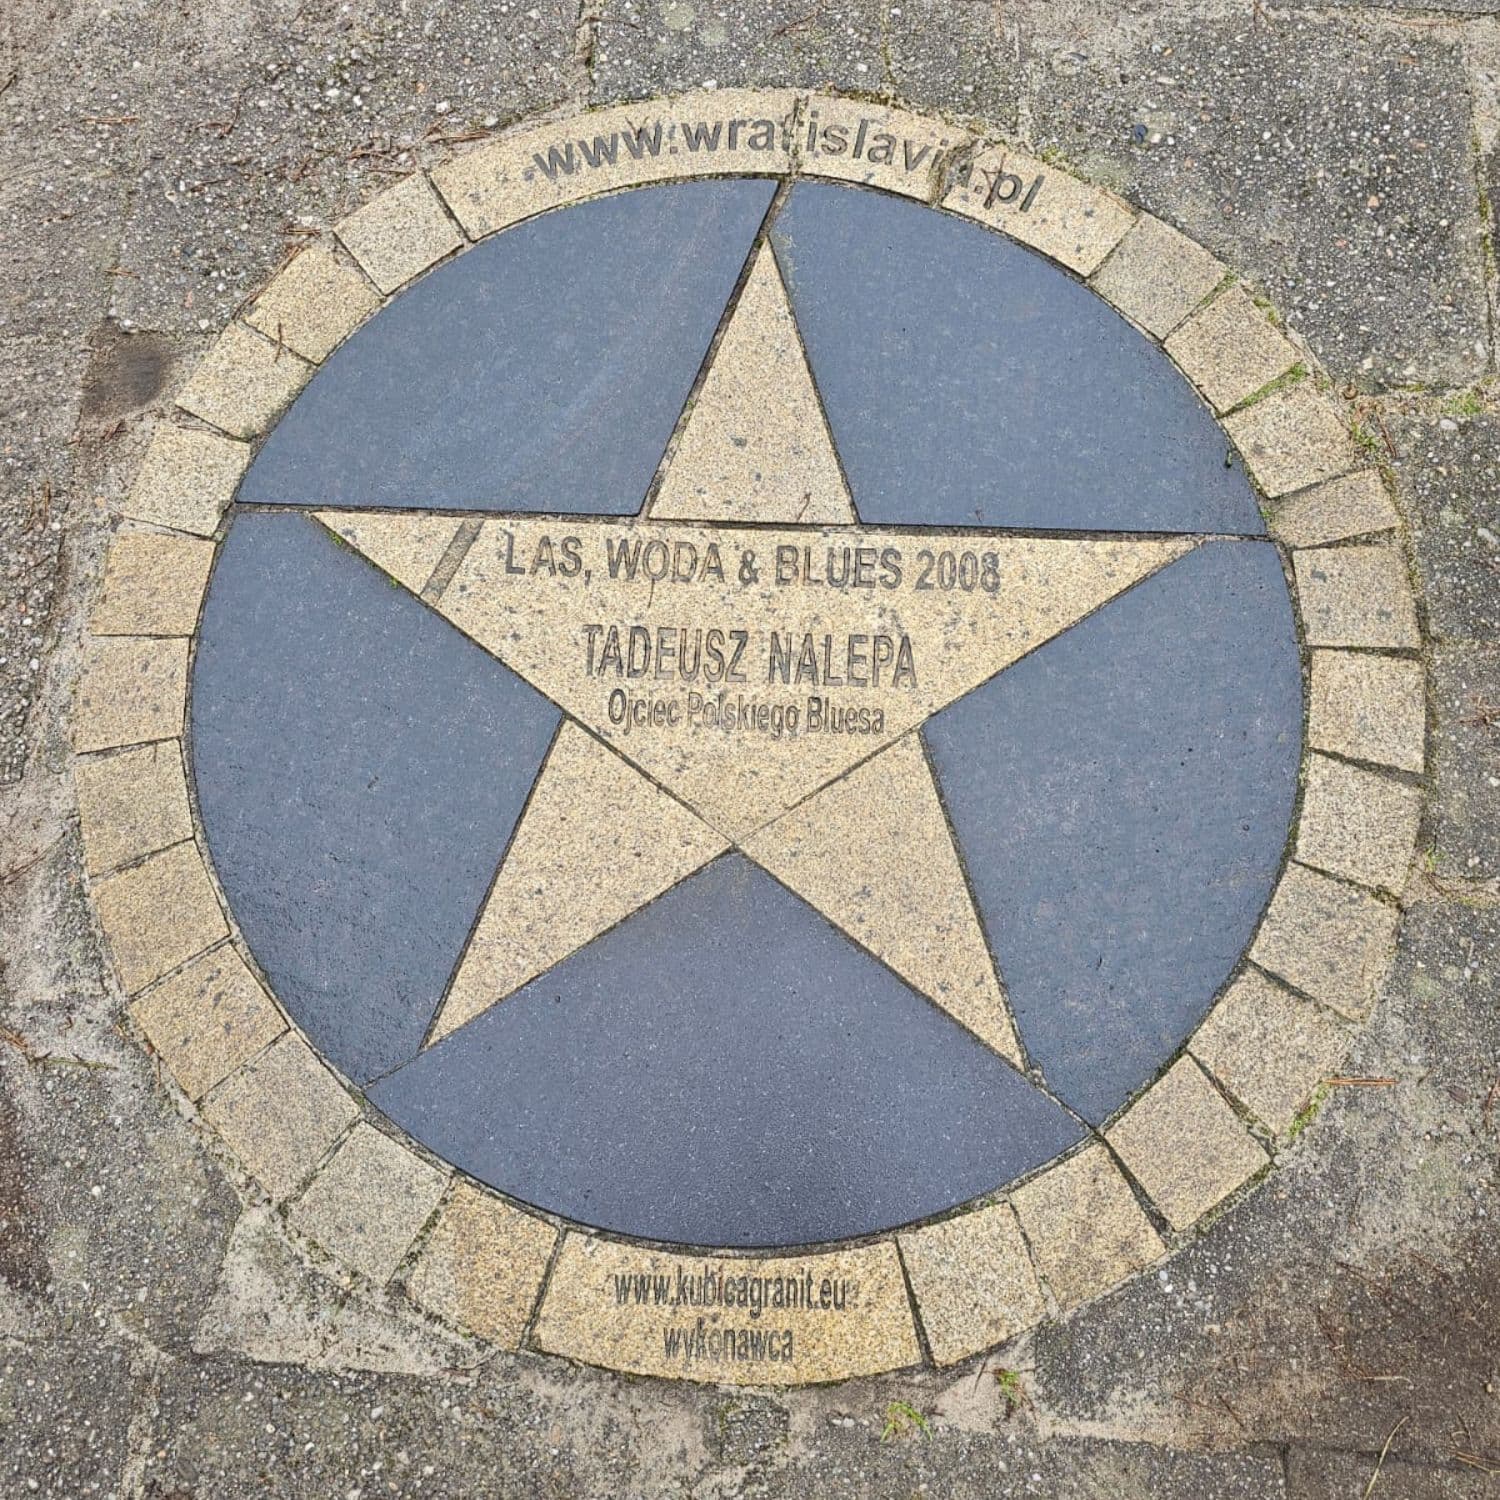 www.wratislavia.pl
LAS, WODA & BLUES 2008
TADEUSZ NALEPA
Ojciec Polskiego Bluesa
www.kubicagranit.eu
wykonawca